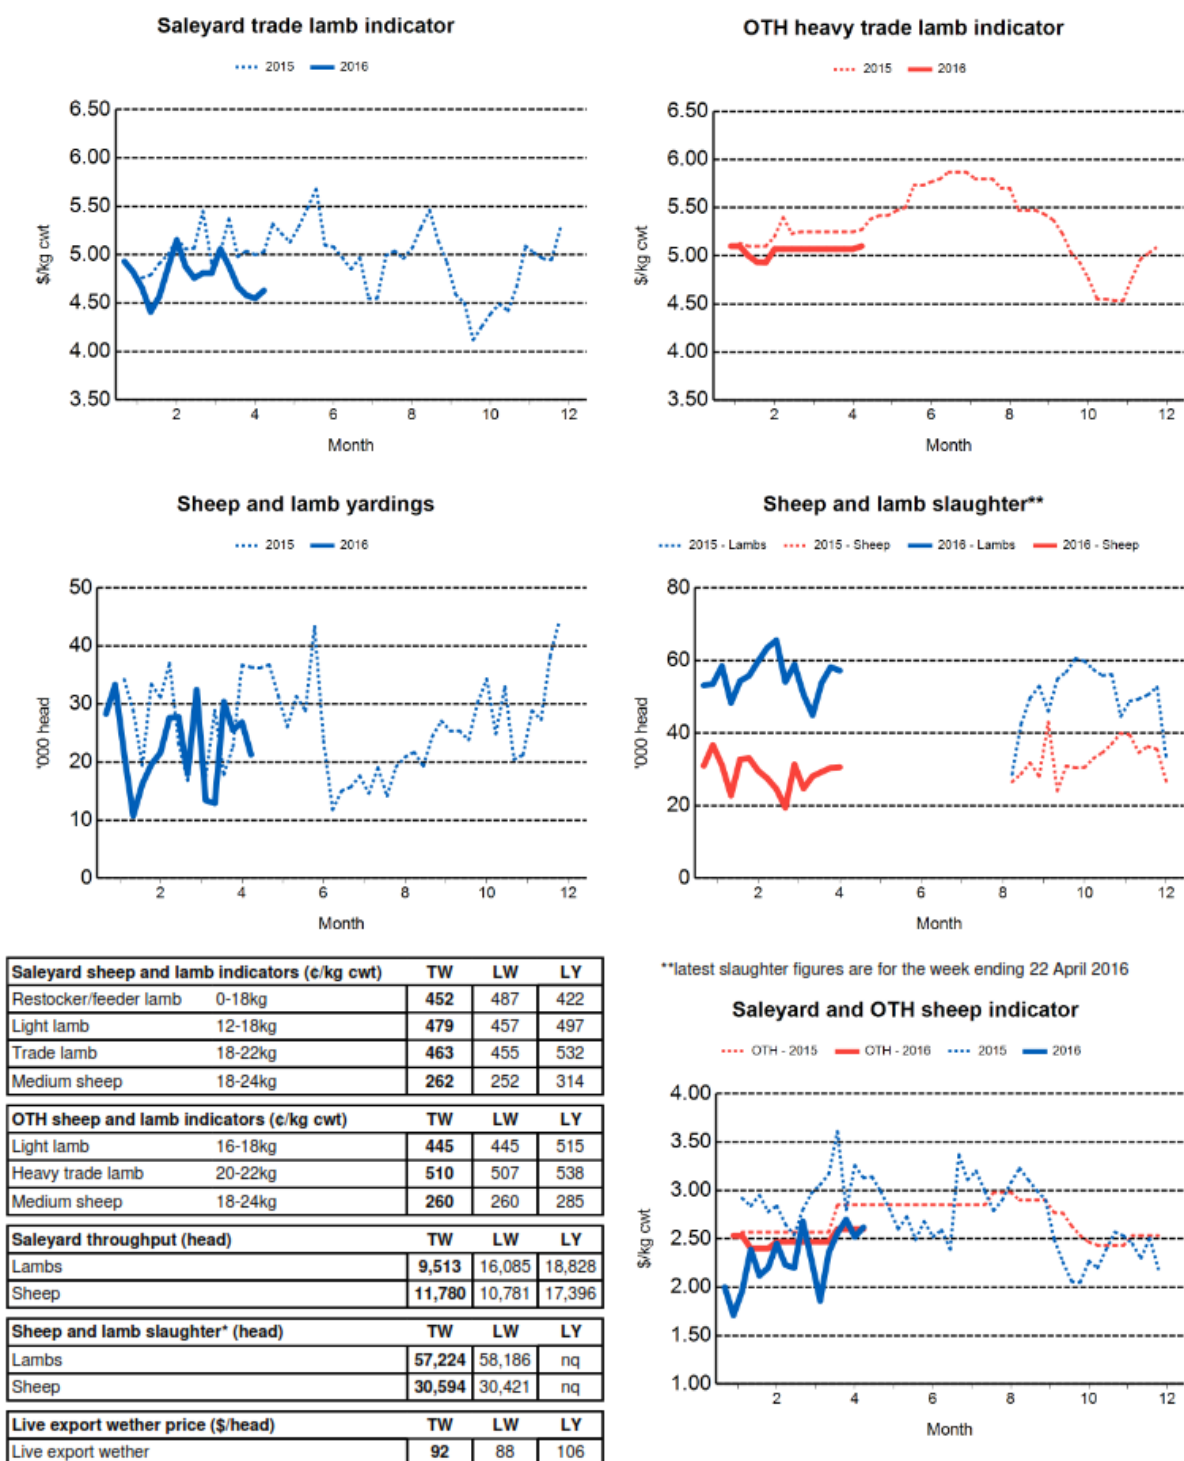 Saleyard trade lamb indicator
2015 2016
6.50
6.00
5.50
5.00
4.50
4.00
3.50
$/kg cwt
2 4 6 8 10 12
Month
OTH heavy trade lamb indicator
2015 2016
6.50
6.00
5.50
5.00
4.50
4.00
3.50
$/kg cwt
2 4 6 8 10 12
Month
Sheep and lamb yardings
2015 2016
50
40
30
20
10
0
'000 head
2 4 6 8 10 12
Month
Sheep and lamb slaughter**
2015 - Lambs 2015 - Sheep 2016 - Lambs 2016 - Sheep
80
60
40
20
0
'000 head
2 4 6 8 10 12
Month
Saleyard sheep and lamb indicators (¢/kg cwt) TW LW LY
Restocker/feeder lamb 0-18kg 452 487 422
Light lamb 12-18kg 479 457 497
Trade lamb 18-22kg 463 455 532
Medium sheep 18-24kg 262 252 314
OTH sheep and lamb indicators (¢/kg cwt) TW LW LY
Light lamb 16-18kg 445 445 515
Heavy trade lamb 20-22kg 510 507 538
Medium sheep 18-24kg 260 260 285
Saleyard throughput (head) TW LW LY
Lambs 9,513 16,085 18,828
Sheep 11,780 10,781 17,396
Sheep and lamb slaughter* (head) TW LW LY
Lambs 57,224 58,186 nq
Sheep 30,594 30,421 nq
Live export wether price ($/head) TW LW LY
Live export wether 92 88 106
**latest slaughter figures are for the week ending 22 April 2016
Saleyard and OTH sheep indicator
OTH - 2015 OTH - 2016 2015 2016
4.00
3.50
3.00
2.50
2.00
1.50
1.00
$/kg cwt
2 4 6 8 10 12
Month